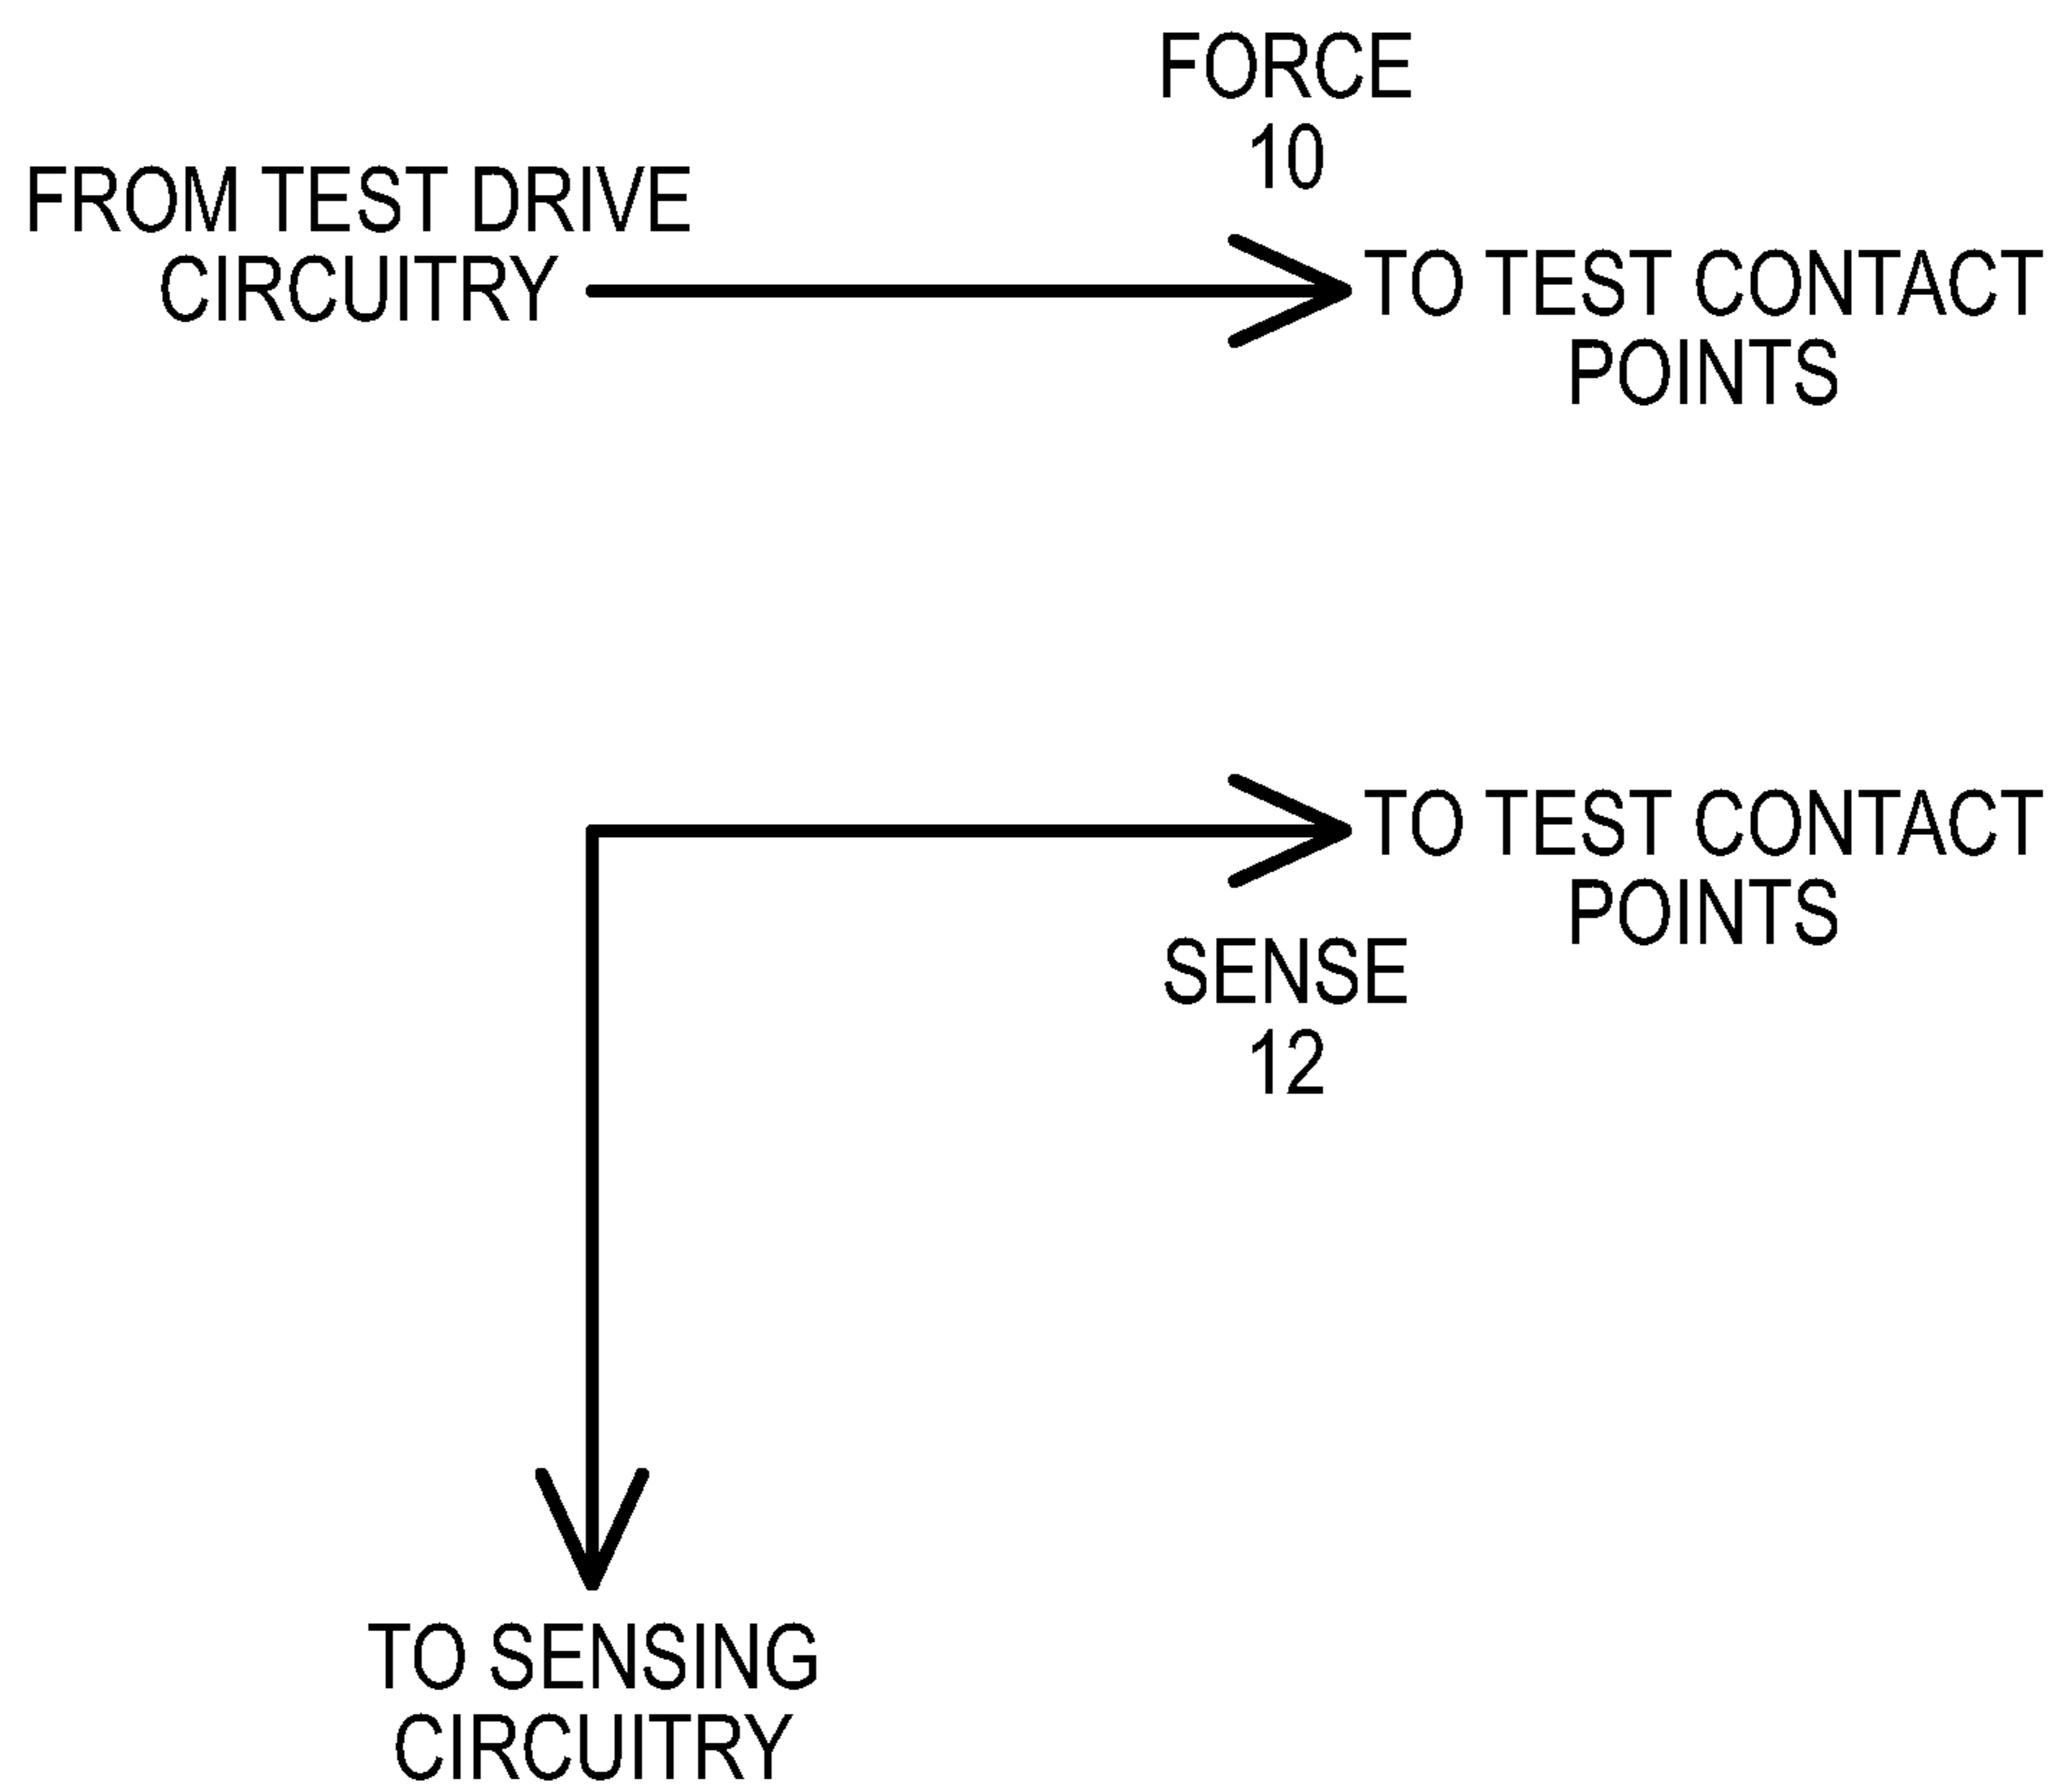 FORCE
10
FROM TEST DRIVE
CIRCUITRY
TO TEST CONTACT
POINTS
TO TEST CONTACT
POINTS
SENSE
12
TO SENSING
CIRCUITRY